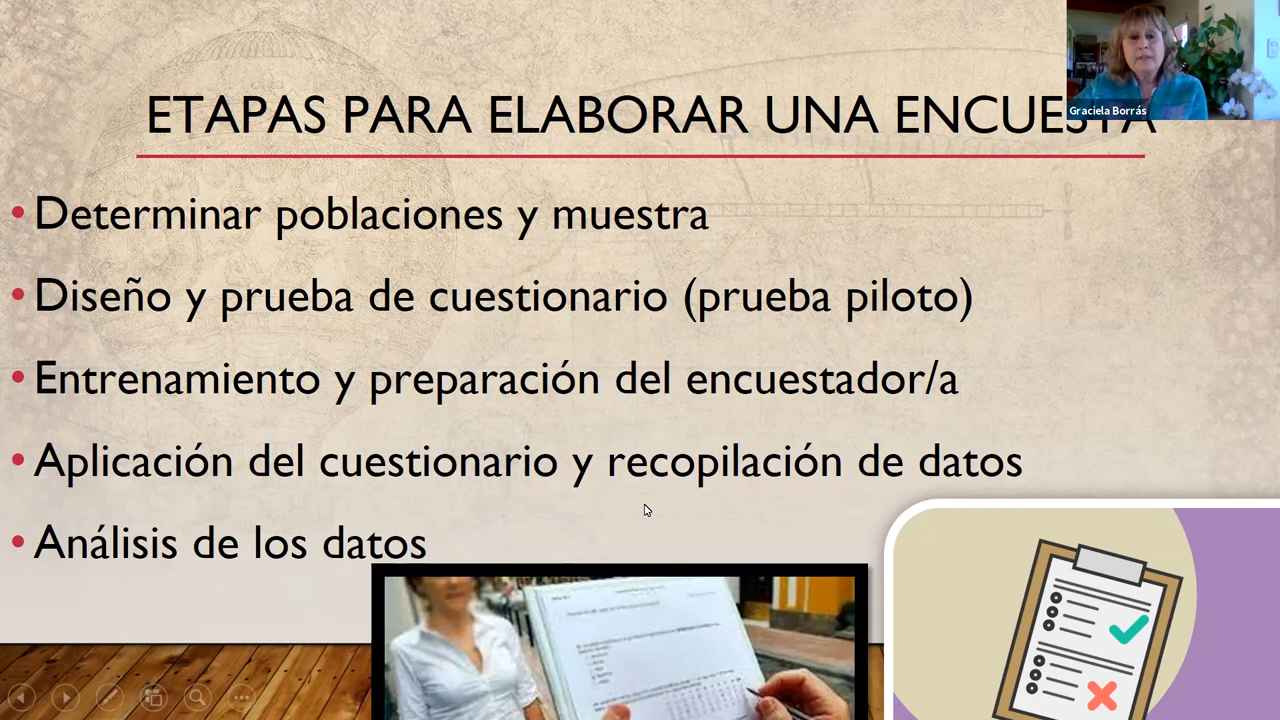 ETAPAS PARA ELABORAR UNA ENCUESTA
Graciela Borrás
• Determinar poblaciones y muestra
• Diseño y prueba de cuestionario (prueba piloto)
• Entrenamiento y preparación del encuestador/a
• Aplicación del cuestionario y recopilación de datos
• Análisis de los datos